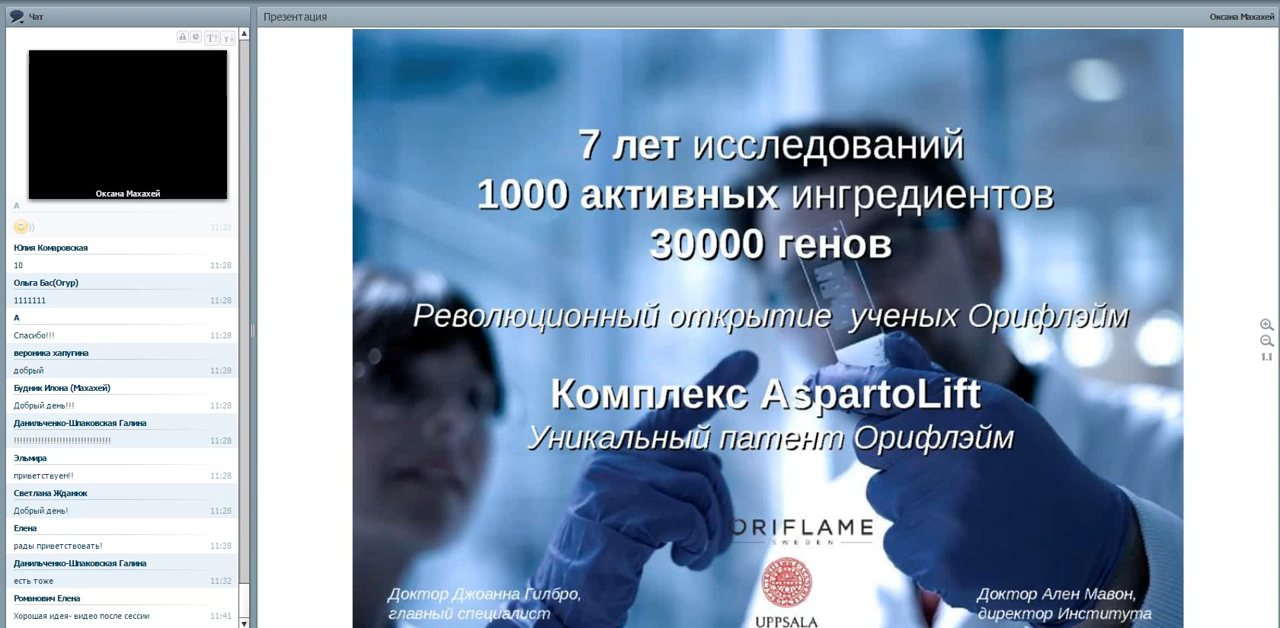 Чат
Оксана Махахей
А
))
11:28
Юлия Комаровская
10
11:28
Ольга Бас(Огур)
1111111
11:28
А
Спасибо!!!
11:28
вероника хапугина
добрый
11:28
Будник Илона (Махахей)
Добрый день!!!
11:28
Данильченко-Шпаковская Галина
!!!!!!!!!!!!!!!!!!!!!!!!!!!!!!!!
11:28
Эльмира
приветствуем!!
11:28
Светлана Жданюк
Добрый день!
11:28
Елена
рады приветствовать!
11:28
Данильченко-Шпаковская Галина
есть тоже
11:32
Романович Елена
Хорошая идея- видео после сессии
11:41
Презентация
Оксана Махахей
7 лет исследований
1000 активных ингредиентов
30000 генов
Революционный открытие ученых Орифлэйм
Комплекс AspartoLift
Уникальный патент Орифлэйм
ORIFLAME
SWEDEN
UPPSALA
Доктор Джоанна Гилбро,
главный специалист
Доктор Ален Мавон,
директор Института
1:1